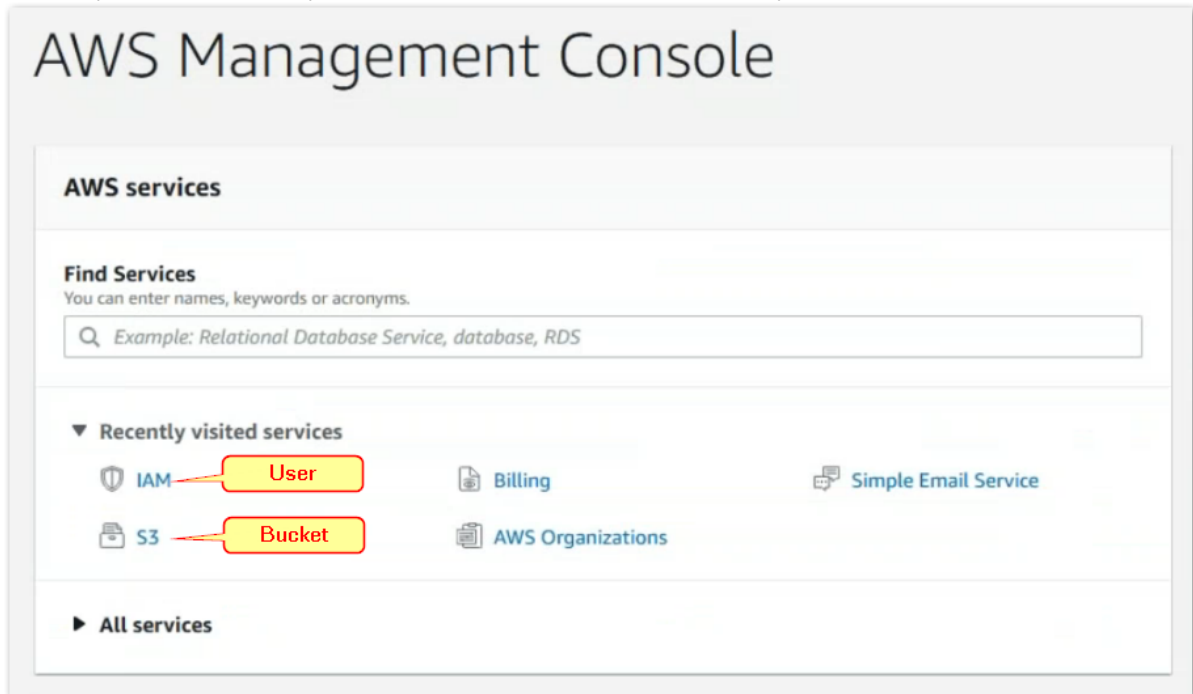 AWS Management Console
AWS services
Find Services
You can enter names, keywords or acronyms.
Example: Relational Database Service, database, RDS
Recently visited services
IAM User Billing Simple Email Service
S3 Bucket AWS Organizations
All services